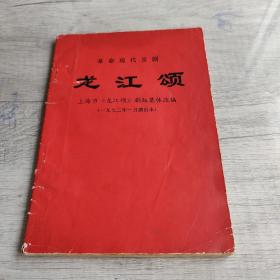 革命现代京剧
龙江颂
上海市《龙江颂》剧组集体改编
（一九七二年一月演出本）